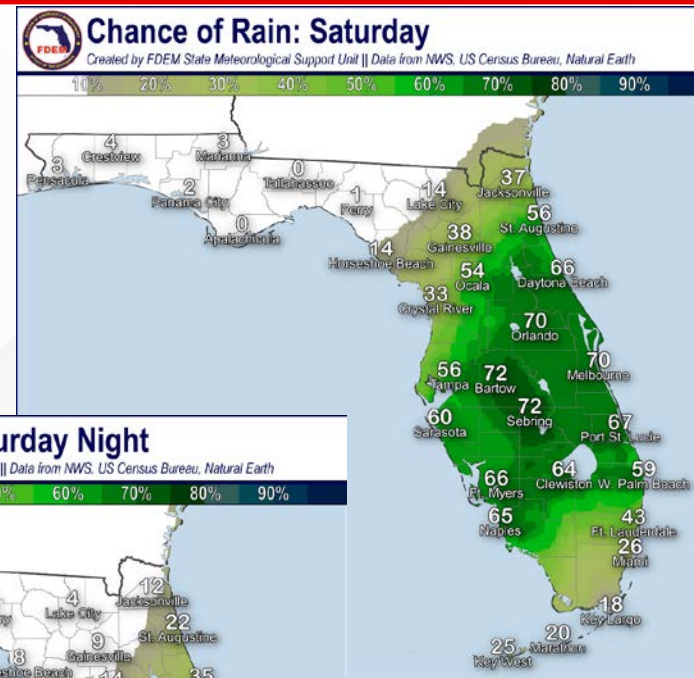 FDEM
Chance of Rain: Saturday
Created by FDEM State Meteorological Support Unit || Data from NWS, US Census Bureau, Natural Earth
10% 20% 30% 40% 50% 60% 70% 80% 90%
4
Crestview
3
Marianna
3
Pensacola
2
Panama City
0
Tallahassee
1
Perry
0
Apalachicola
14
Lake City
37
Jacksonville
56
St. Augustine
38
Gainesville
14
Horseshoe Beach
54
Ocala
66
Daytona Beach
33
Crystal River
70
Orlando
70
Melbourne
56
Tampa
72
Bartow
72
Sebring
60
Sarasota
67
Port St. Lucie
66
Ft. Myers
64
Clewiston
59
W. Palm Beach
65
Naples
43
Ft. Lauderdale
26
Miami
18
Key Largo
20
Marathon
25
Key West
urday Night
|| Data from NWS, US Census Bureau, Natural Earth
60% 70% 80% 90%
4
Lake City
12
Jacksonville
22
St. Augustine
9
Gainesville
8
shoe Beach
14
35